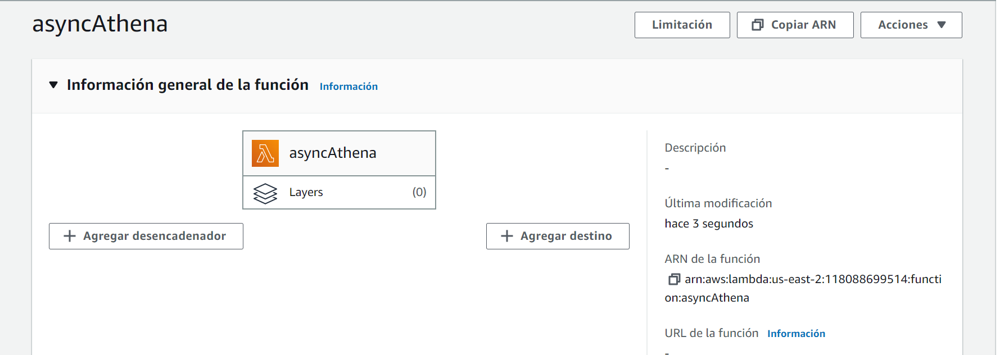 asyncAthena
Limitación
Copiar ARN
Acciones
Información general de la función Información
asyncAthena
Layers (0)
Agregar desencadenador
Agregar destino
Descripción
-
Última modificación
hace 3 segundos
ARN de la función
arn:aws:lambda:us-east-2:118088699514:functi
on:asyncAthena
URL de la función Información
-